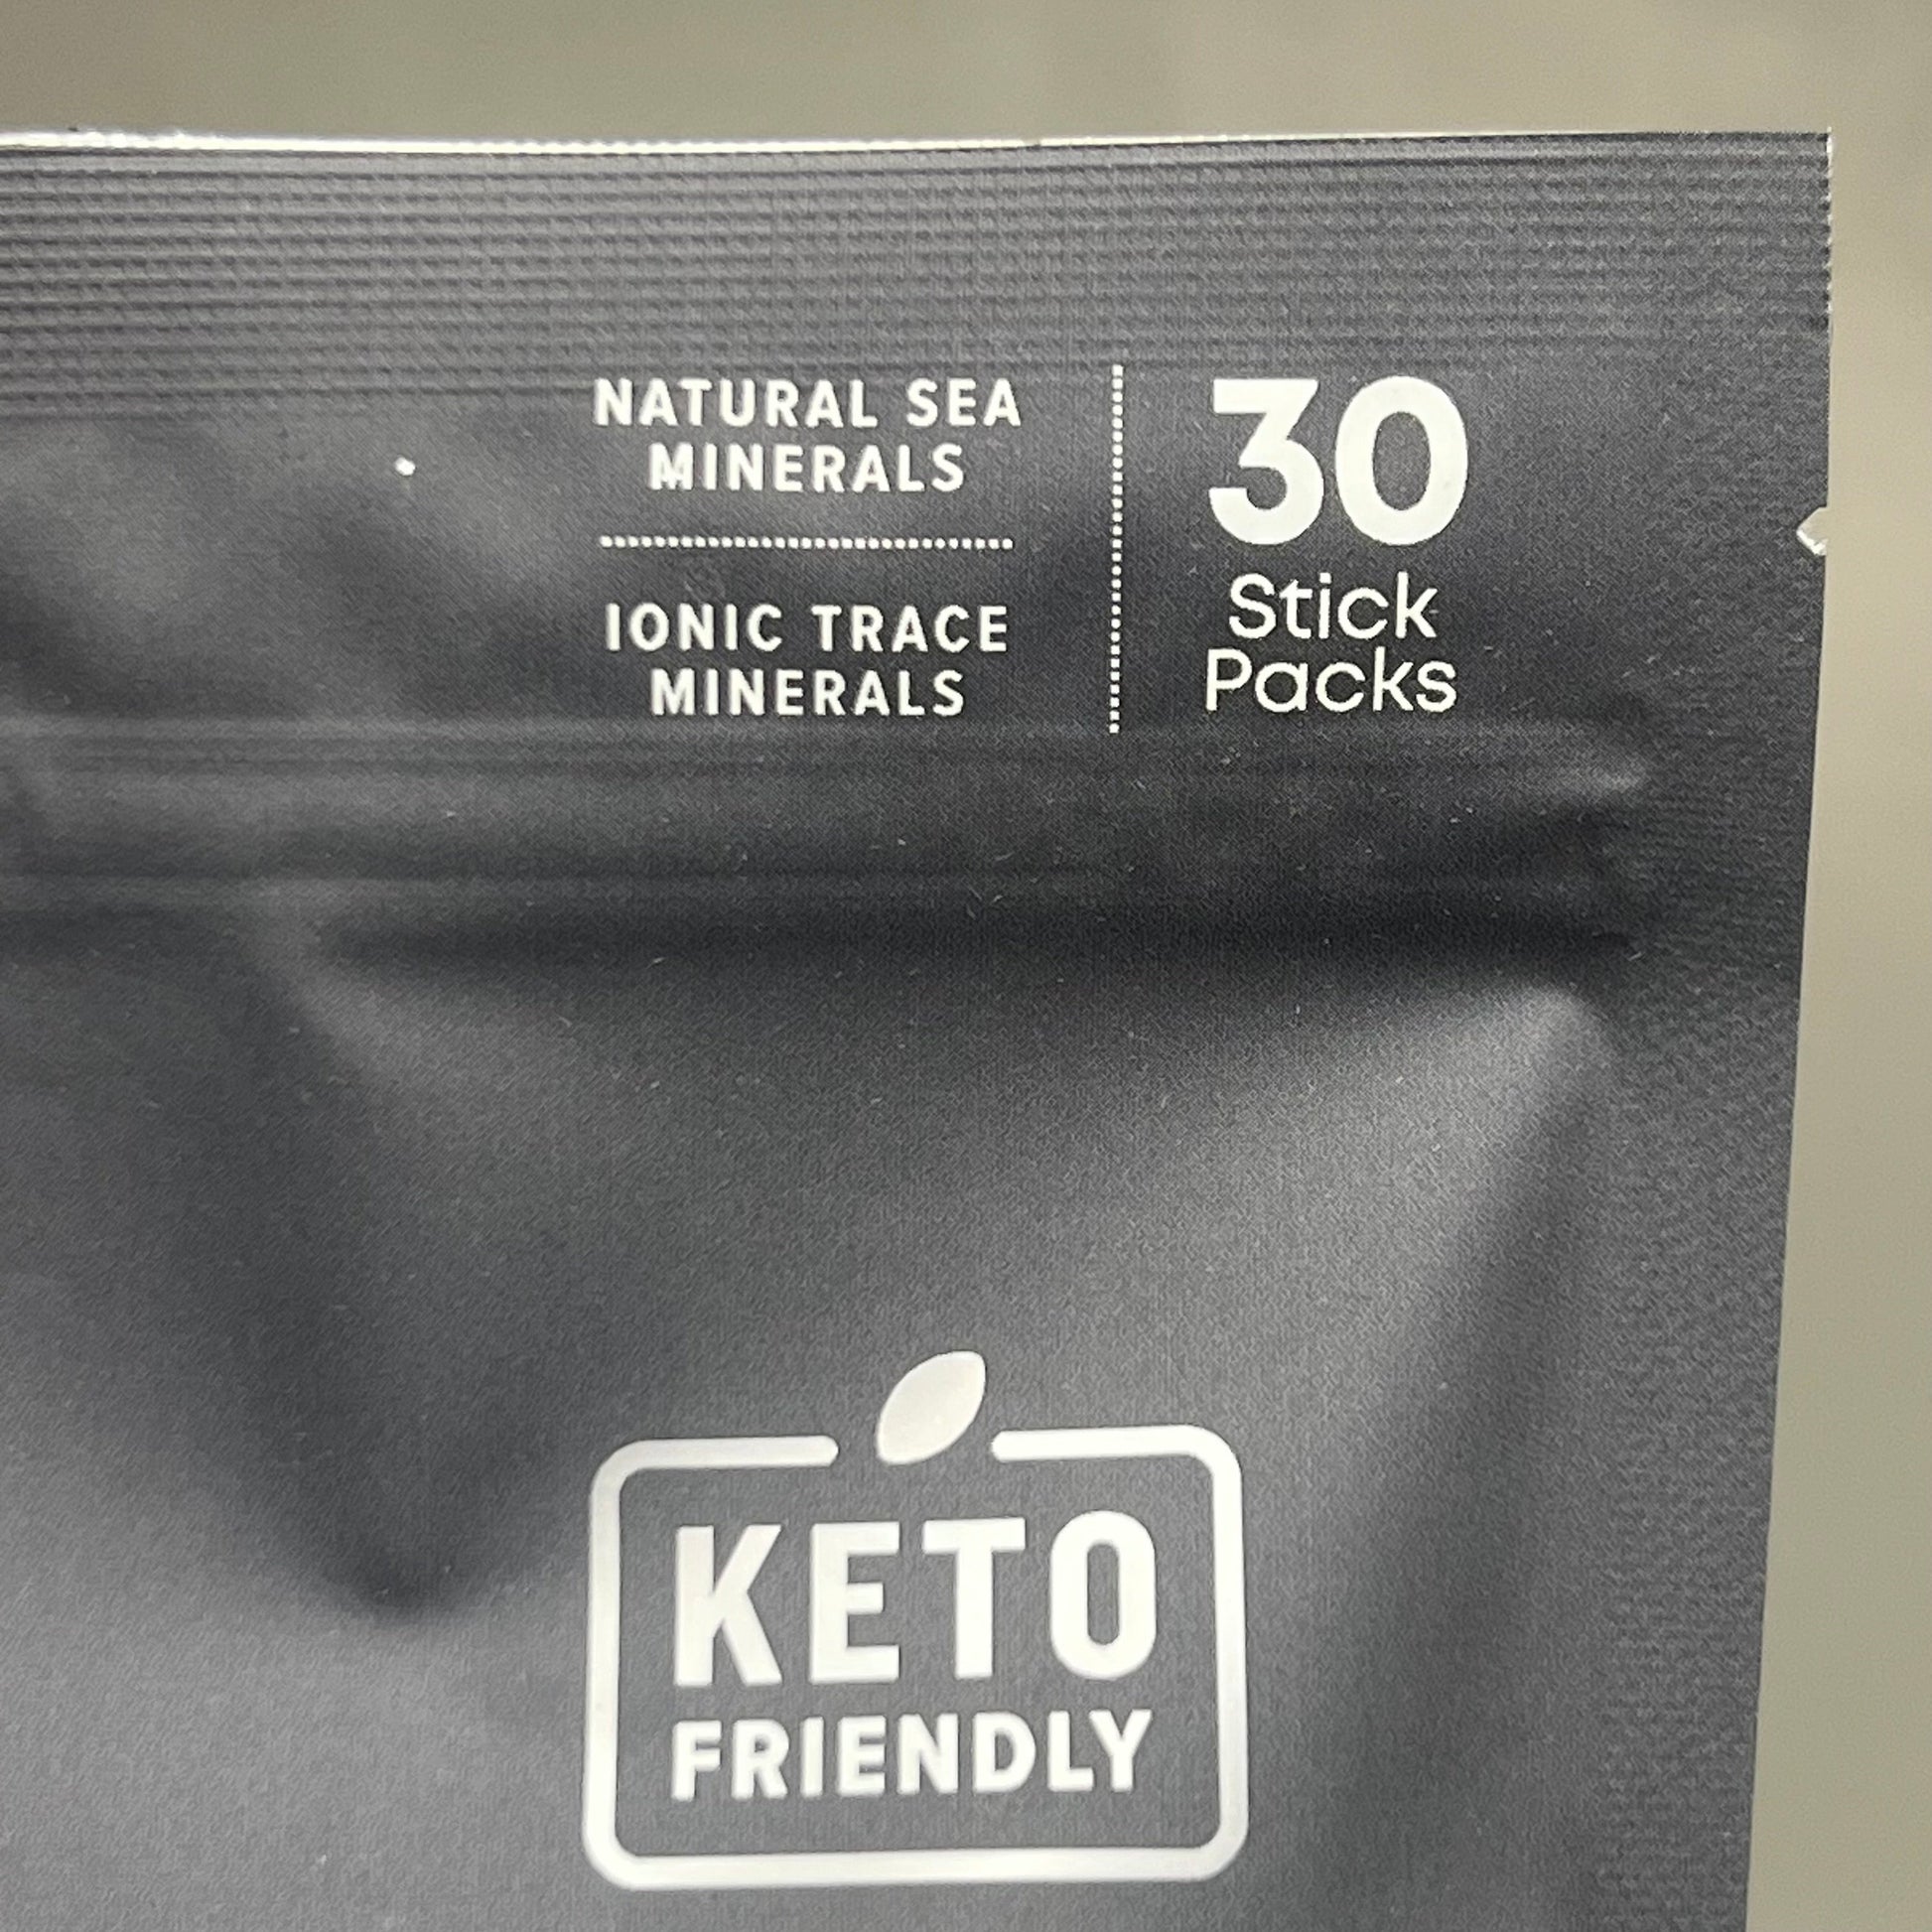 NATURAL SEA
MINERALS
IONIC TRACE
MINERALS
30
Stick
Packs
KETO
FRIENDLY